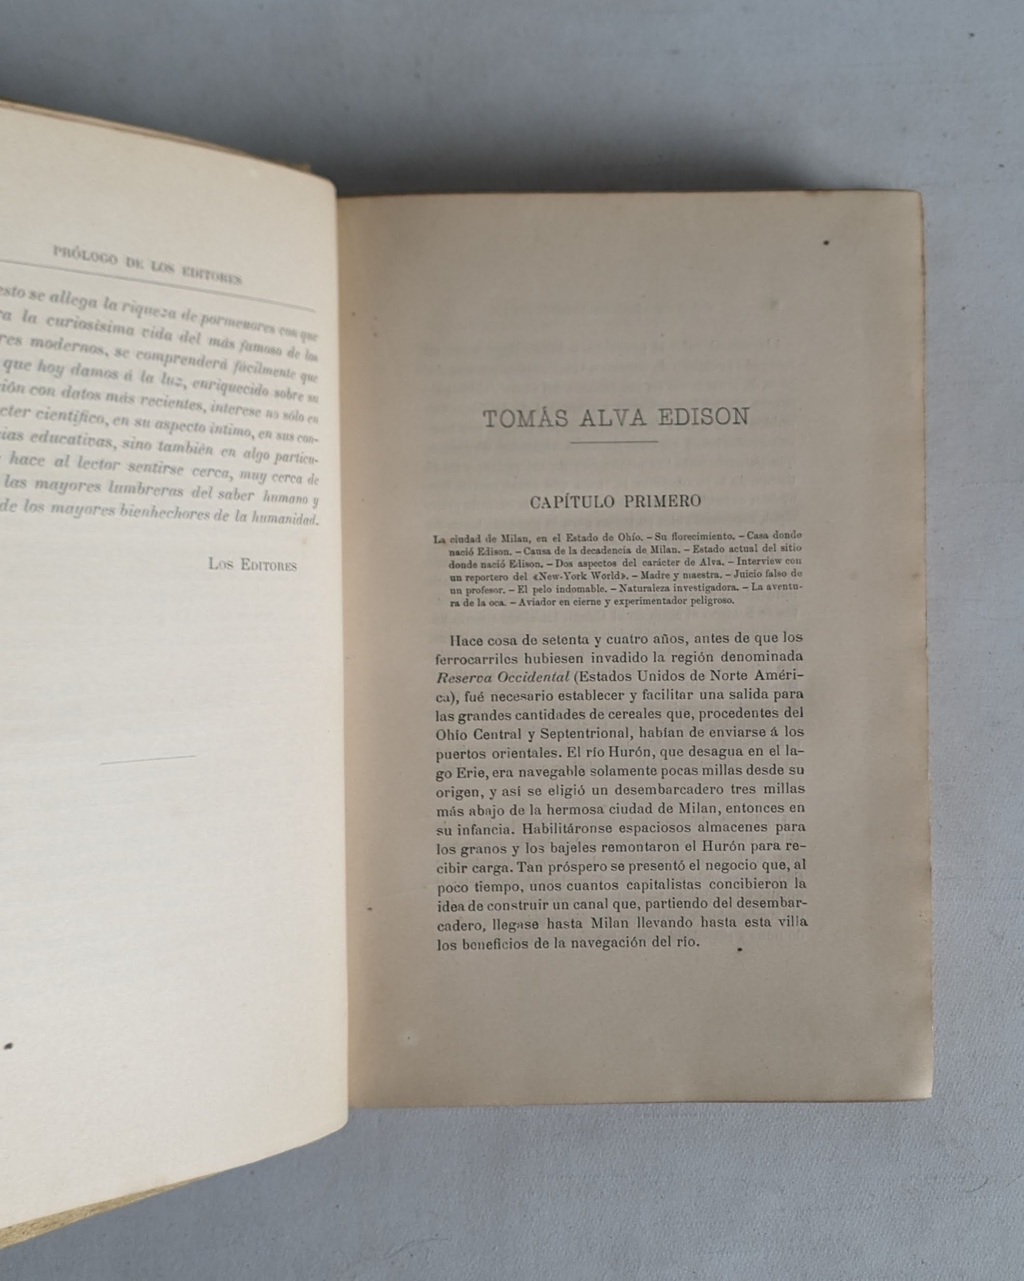 PRÓLOGO DE LOS EDITORES
esto se allega la riqueza de pormenores con que
la curiosísima vida del más famoso de los
modernos, se comprenderá fácilmente que
que hoy damos á la luz, enriquecido sobre su
con datos más recientes, interese no sólo en
científico, en su aspecto íntimo, en sus con-
educativas, sino también en algo particu-
hace al lector sentirse cerca, muy cerca de
las mayores lumbreras del saber humano y
de los mayores bienhechores de la humanidad.
LOS EDITORES
TOMÁS ALVA EDISON
CAPÍTULO PRIMERO
La ciudad de Milan, en el Estado de Ohío. – Su florecimiento. – Casa donde
nació Edison. – Causa de la decadencia de Milan. – Estado actual del sitio
donde nació Edison. – Dos aspectos del carácter de Alva. – Interview con
un reportero del «New-York World». – Madre y maestra. – Juicio falso de
un profesor. – El pelo indomable. – Naturaleza investigadora. – La aventu-
ra de la oca. – Aviador en cierne y experimentador peligroso.
Hace cosa de setenta y cuatro años, antes de que los
ferrocarriles hubiesen invadido la región denominada
Reserva Occidental (Estados Unidos de Norte Améri-
ca), fué necesario establecer y facilitar una salida para
las grandes cantidades de cereales que, procedentes del
Ohío Central y Septentrional, habían de enviarse á los
puertos orientales. El río Hurón, que desagua en el la-
go Erie, era navegable solamente pocas millas desde su
origen, y así se eligió un desembarcadero tres millas
más abajo de la hermosa ciudad de Milan, entonces en
su infancia. Habilitáronse espaciosos almacenes para
los granos y los bajeles remontaron el Hurón para re-
cibir carga. Tan próspero se presentó el negocio que, al
poco tiempo, unos cuantos capitalistas concibieron la
idea de construir un canal que, partiendo del desembar-
cadero, llegase hasta Milan llevando hasta esta villa
los beneficios de la navegación del río.